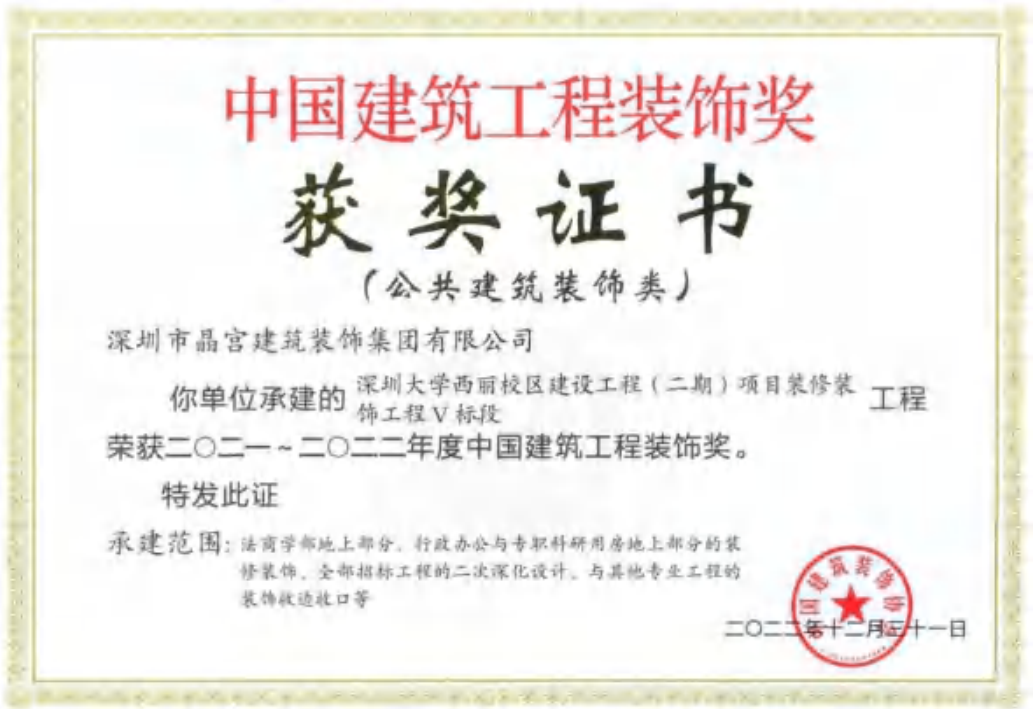 中国建筑工程装饰奖
获奖证书
(公共建筑装饰类)
深圳市晶宫建筑装饰集团有限公司
你单位承建的 深圳大学西丽校区建设工程(二期)项目装修装
饰工程V标段 工程
荣获二〇二一~二〇二二年度中国建筑工程装饰奖。
特发此证
承建范围: 法商学部地上部分、行政办公与专职科研用房地上部分的装
修装饰、全部招标工程的二次深化设计、与其他专业工程的
装饰收边收口等
中国建筑装饰协会
二〇二二年十二月三十一日